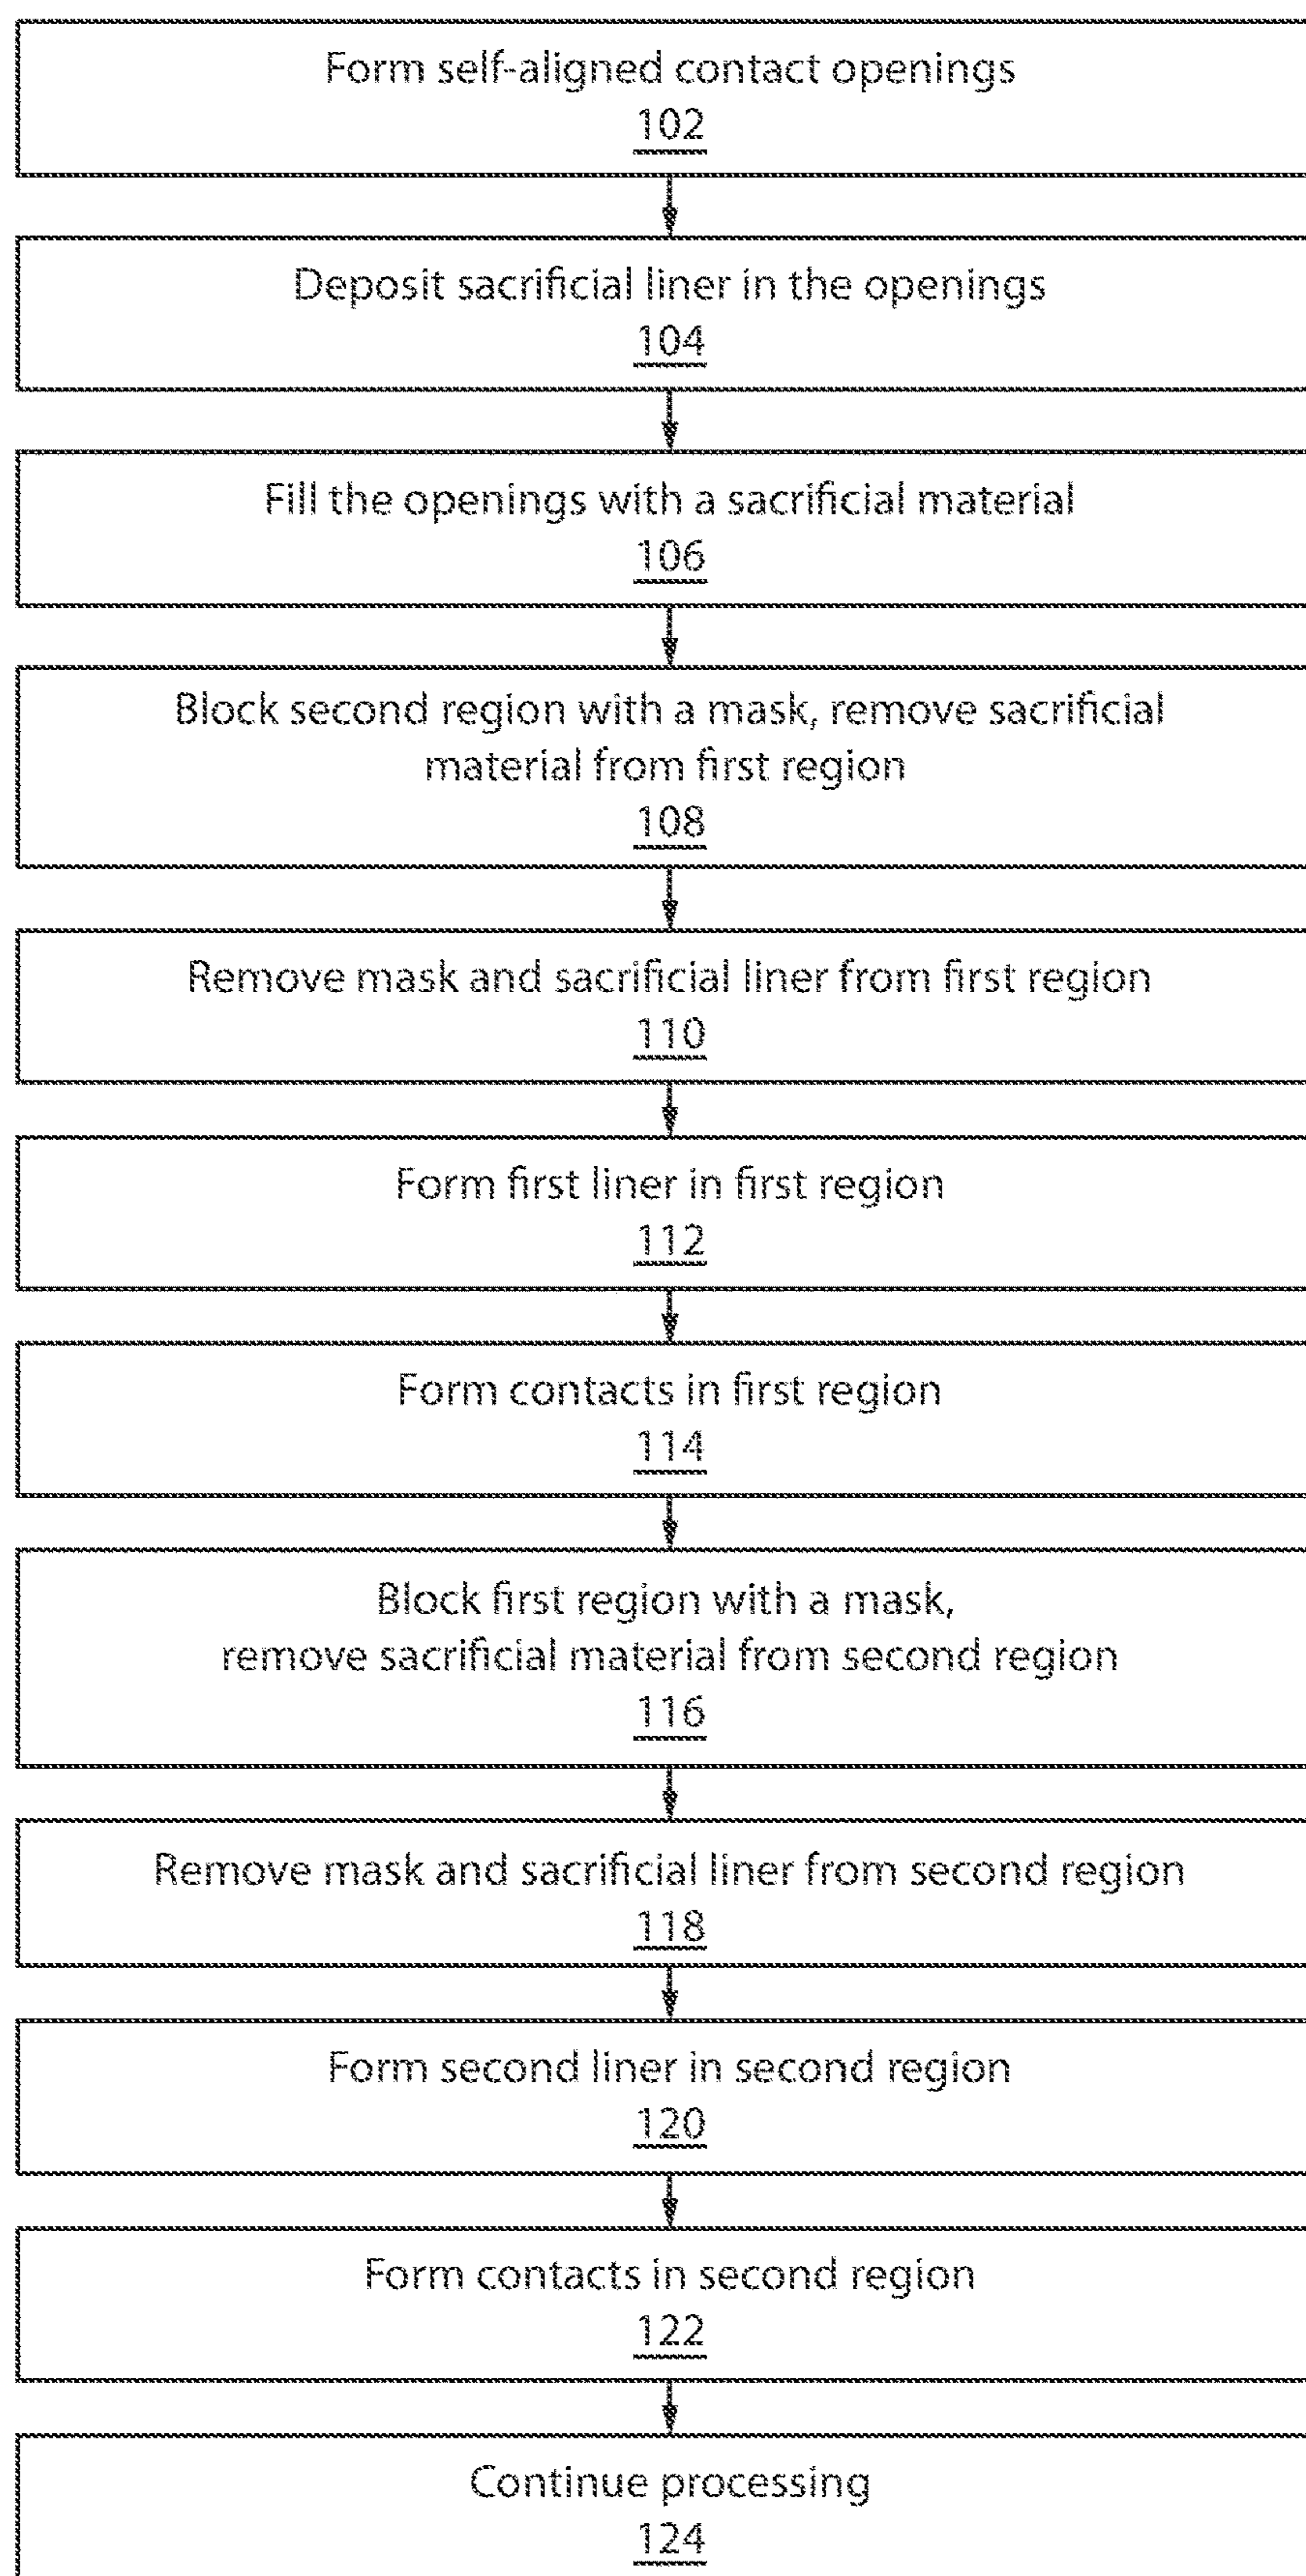 Form self-aligned contact openings
102
Deposit sacrificial liner in the openings
104
Fill the openings with a sacrificial material
106
Block second region with a mask, remove sacrificial
material from first region
108
Remove mask and sacrificial liner from first region
110
Form first liner in first region
112
Form contacts in first region
114
Block first region with a mask,
remove sacrificial material from second region
116
Remove mask and sacrificial liner from second region
118
Form second liner in second region
120
Form contacts in second region
122
Continue processing
124